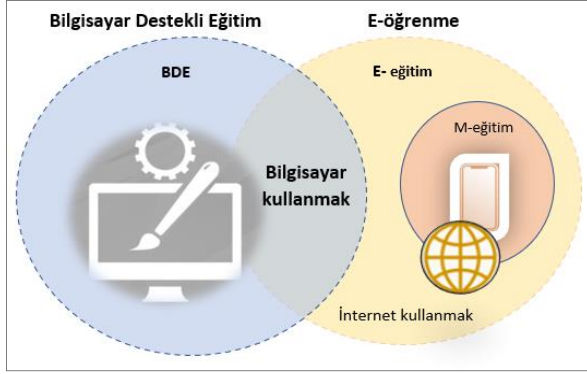 Bilgisayar Destekli Eğitim
E-öğrenme
BDE
E- eğitim
M-eğitim
Bilgisayar
kullanmak
İnternet kullanmak